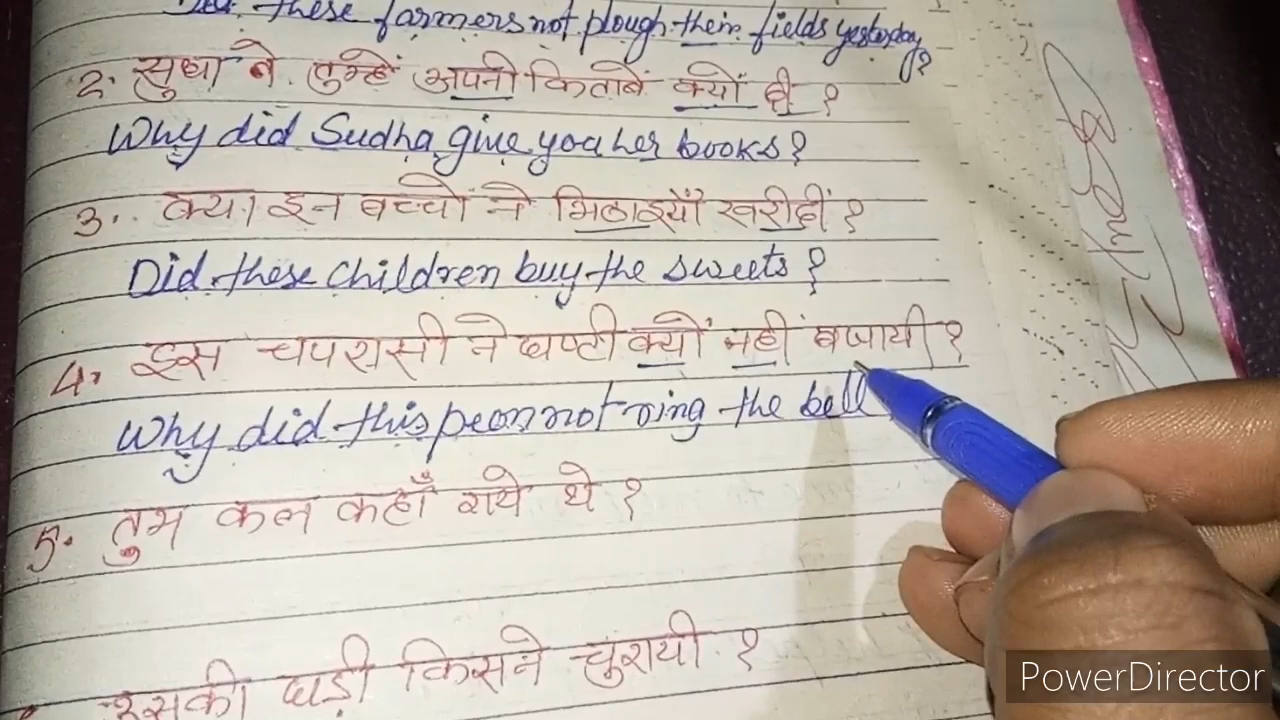 Did these farmers not plough their fields yesterday?
2. सुधा ने तुम्हें अपनी किताबें क्यों दी ?
Why did Sudha give you her books?
3. क्या इन बच्चों ने मिठाइयाँ खरीदीं ?
Did these children buy the sweets?
4. इस चपरासी ने घण्टी क्यों नहीं बजायी ?
Why did this peon not ring the bell
5. तुम कल कहाँ गये थे ?
उसकी घड़ी किसने चुरायी ?
PowerDirector